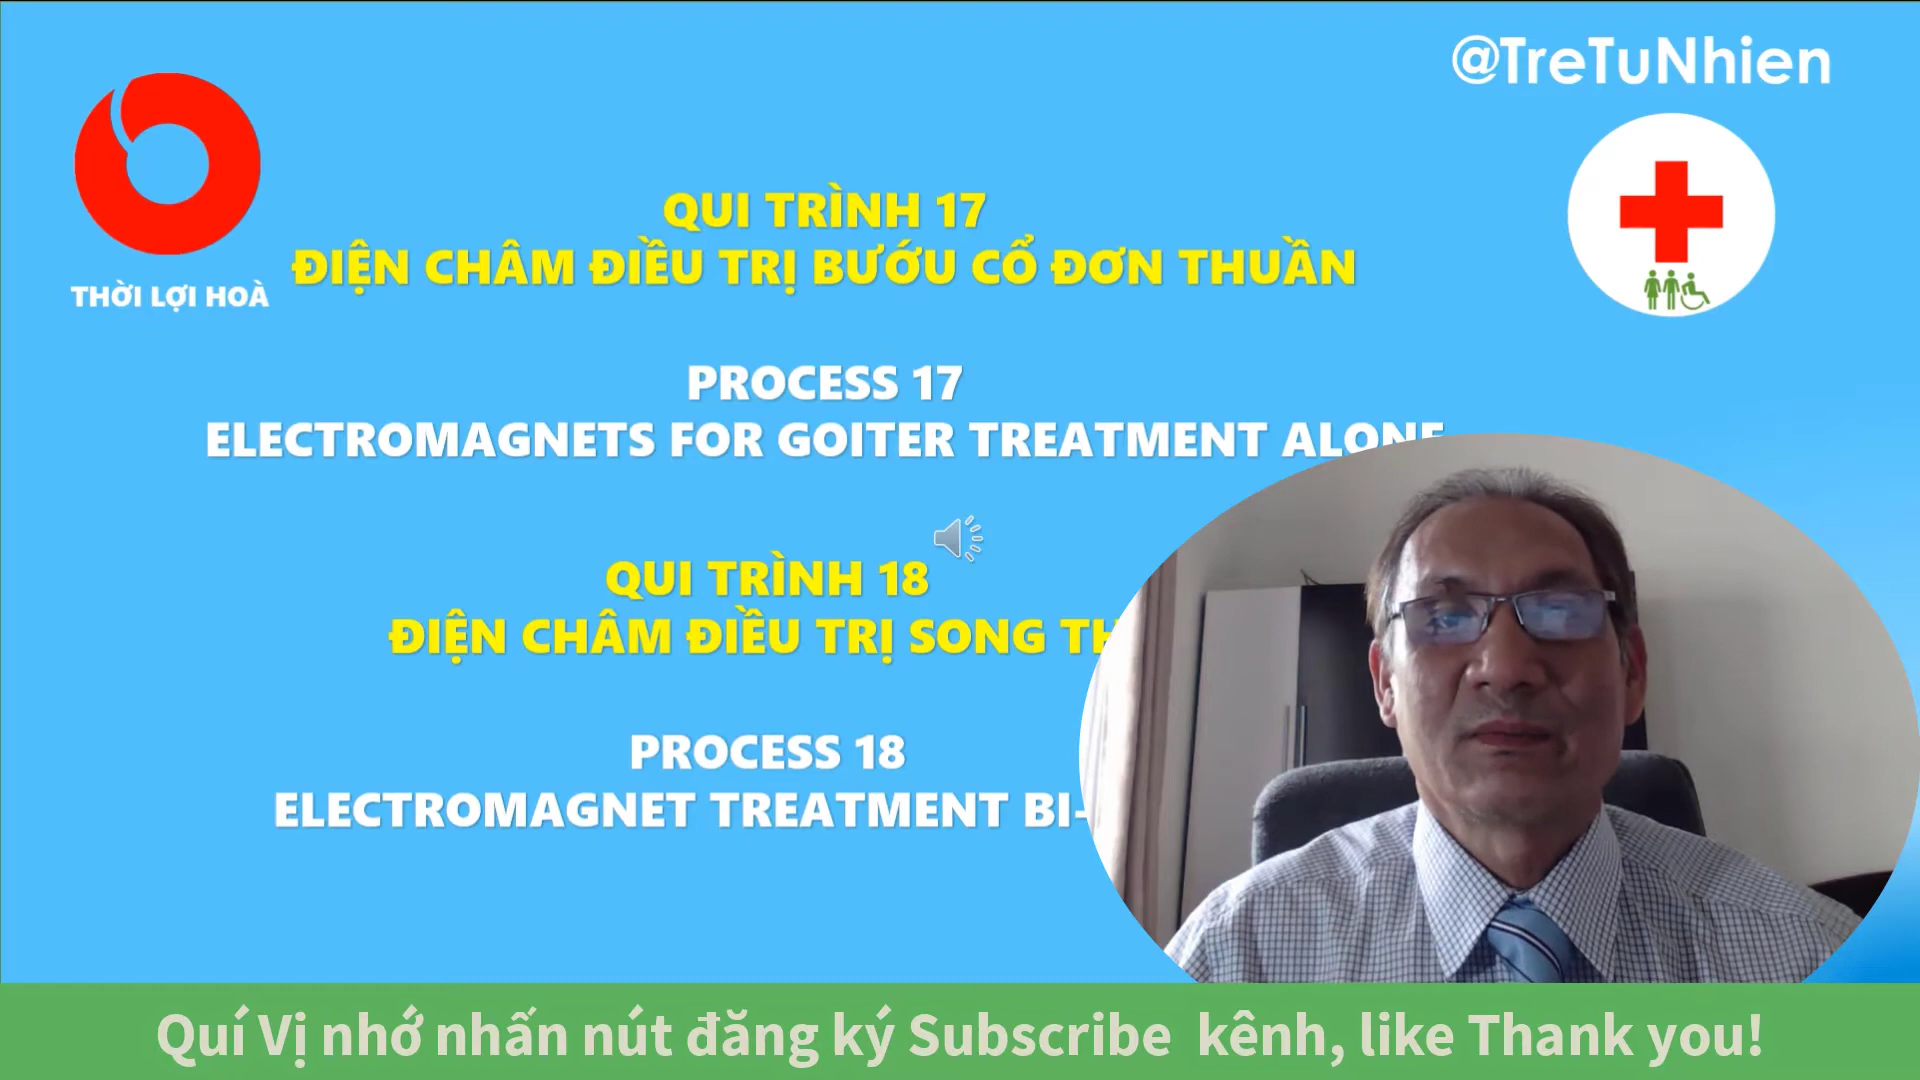 @TreTuNhien
THỜI LỢI HOÀ
QUI TRÌNH 17
ĐIỆN CHÂM ĐIỀU TRỊ BƯỚU CỔ ĐƠN THUẦN
PROCESS 17
ELECTROMAGNETS FOR GOITER TREATMENT ALONE
QUI TRÌNH 18
ĐIỆN CHÂM ĐIỀU TRỊ SONG
PROCESS 18
ELECTROMAGNET TREATMENT BI-
Quí Vị nhớ nhấn nút đăng ký Subscribe kênh, like Thank you!